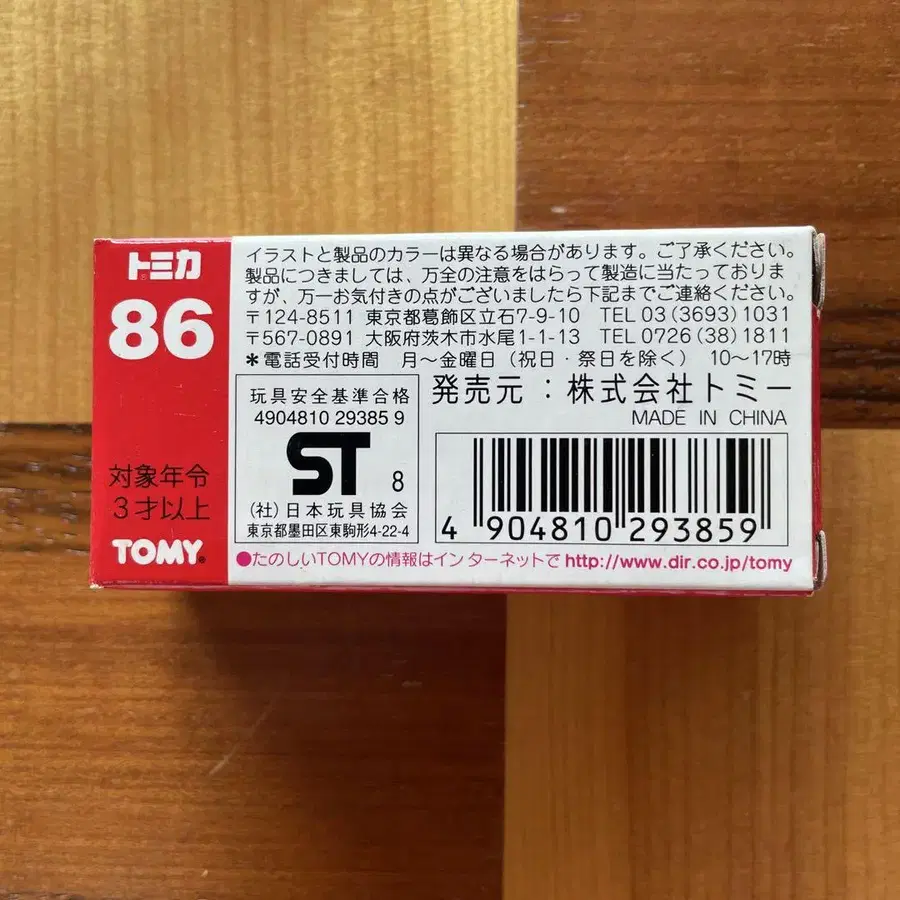 トミカ
86
対象年令
3才以上
TOMY
イラストと製品のカラーは異なる場合があります。ご了承ください。
製品につきましては、万全の注意をはらって製造に当たっておりま
すが、万一お気付きの点がございましたら下記までご連絡ください。
〒124-8511 東京都葛飾区立石7-9-10 TEL 03(3693)1031
〒567-0891 大阪府茨木市水尾1-1-13 TEL 0726(38)1811
*電話受付時間 月〜金曜日(祝日・祭日を除く) 10〜17時
玩具安全基準合格
4904810 29385 9
ST 8
(社)日本玩具協会
東京都墨田区東駒形4-22-4
発売元：株式会社トミー
MADE IN CHINA
4 904810 293859
●たのしいTOMYの情報はインターネットで http://www.dir.co.jp/tomy